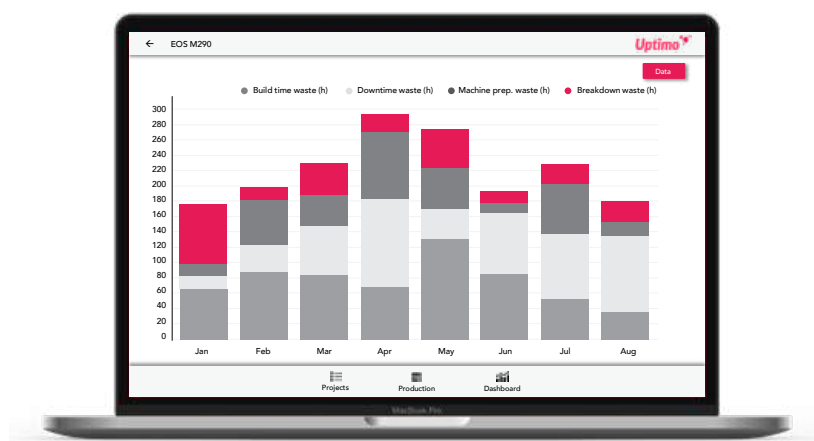 ← EOS M290
Uptimo
Data
Build time waste (h) Downtime waste (h) Machine prep. waste (h) Breakdown waste (h)
300
280
260
240
220
200
180
160
140
120
100
80
60
40
20
0
Jan Feb Mar Apr May Jun Jul Aug
Projects Production Dashboard
MacBook Pro